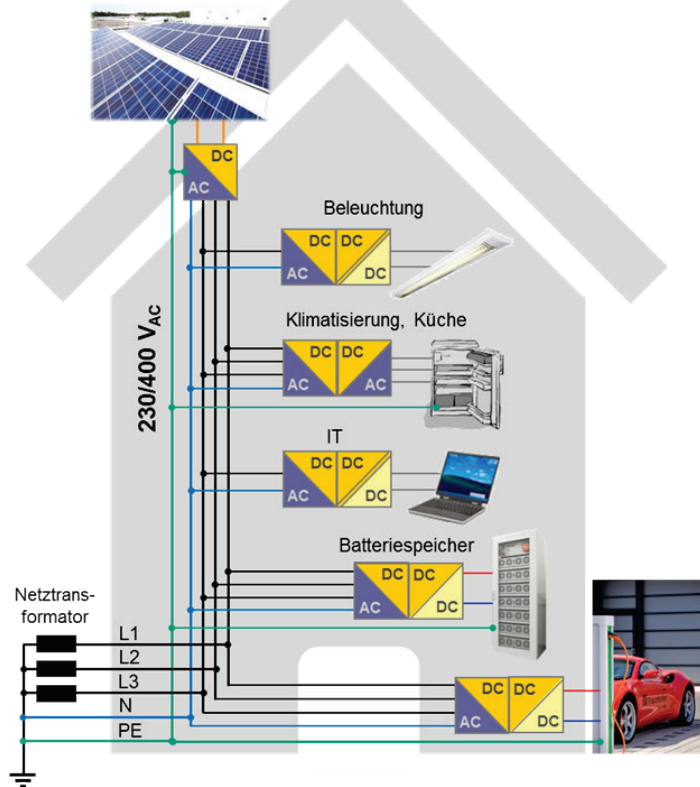 DC
AC
Beleuchtung
DC DC
AC DC
Klimatisierung, Küche
DC DC
AC AC
230/400 VAC
IT
DC DC
AC DC
Batteriespeicher
DC DC
AC DC
Netztrans-
formator
L1
L2
L3
N
PE
DC DC
AC DC